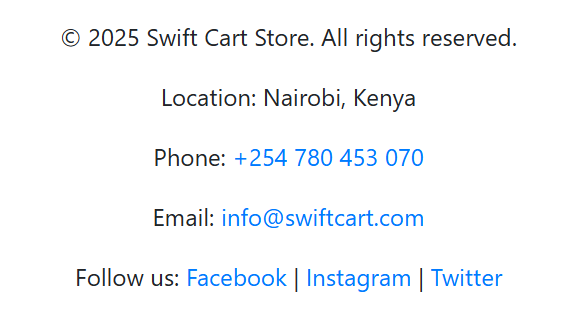 © 2025 Swift Cart Store. All rights reserved.
Location: Nairobi, Kenya
Phone: +254 780 453 070
Email: info@swiftcart.com
Follow us: Facebook | Instagram | Twitter